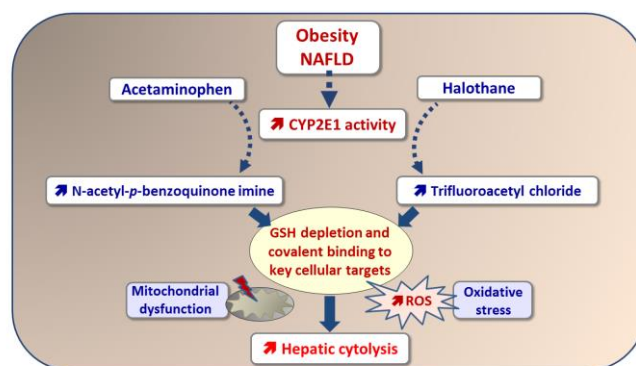 Obesity
NAFLD
Acetaminophen
Halothane
↗ CYP2E1 activity
↗ N-acetyl-p-benzoquinone imine
↗ Trifluoroacetyl chloride
GSH depletion and
covalent binding to
key cellular targets
Mitochondrial
dysfunction
↗ ROS
Oxidative
stress
↗ Hepatic cytolysis